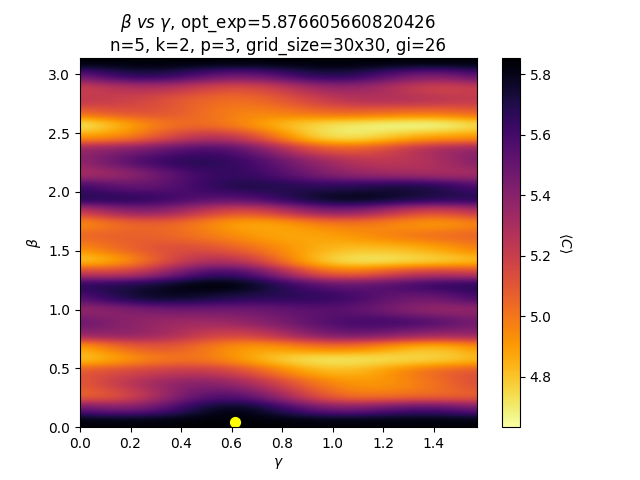 β vs γ, opt_exp=5.876605660820426
n=5, k=2, p=3, grid_size=30x30, gi=26
3.0
2.5
2.0
1.5
1.0
0.5
0.0
β
0.0 0.2 0.4 0.6 0.8 1.0 1.2 1.4
γ
5.8
5.6
5.4
5.2
5.0
4.8
⟨C⟩